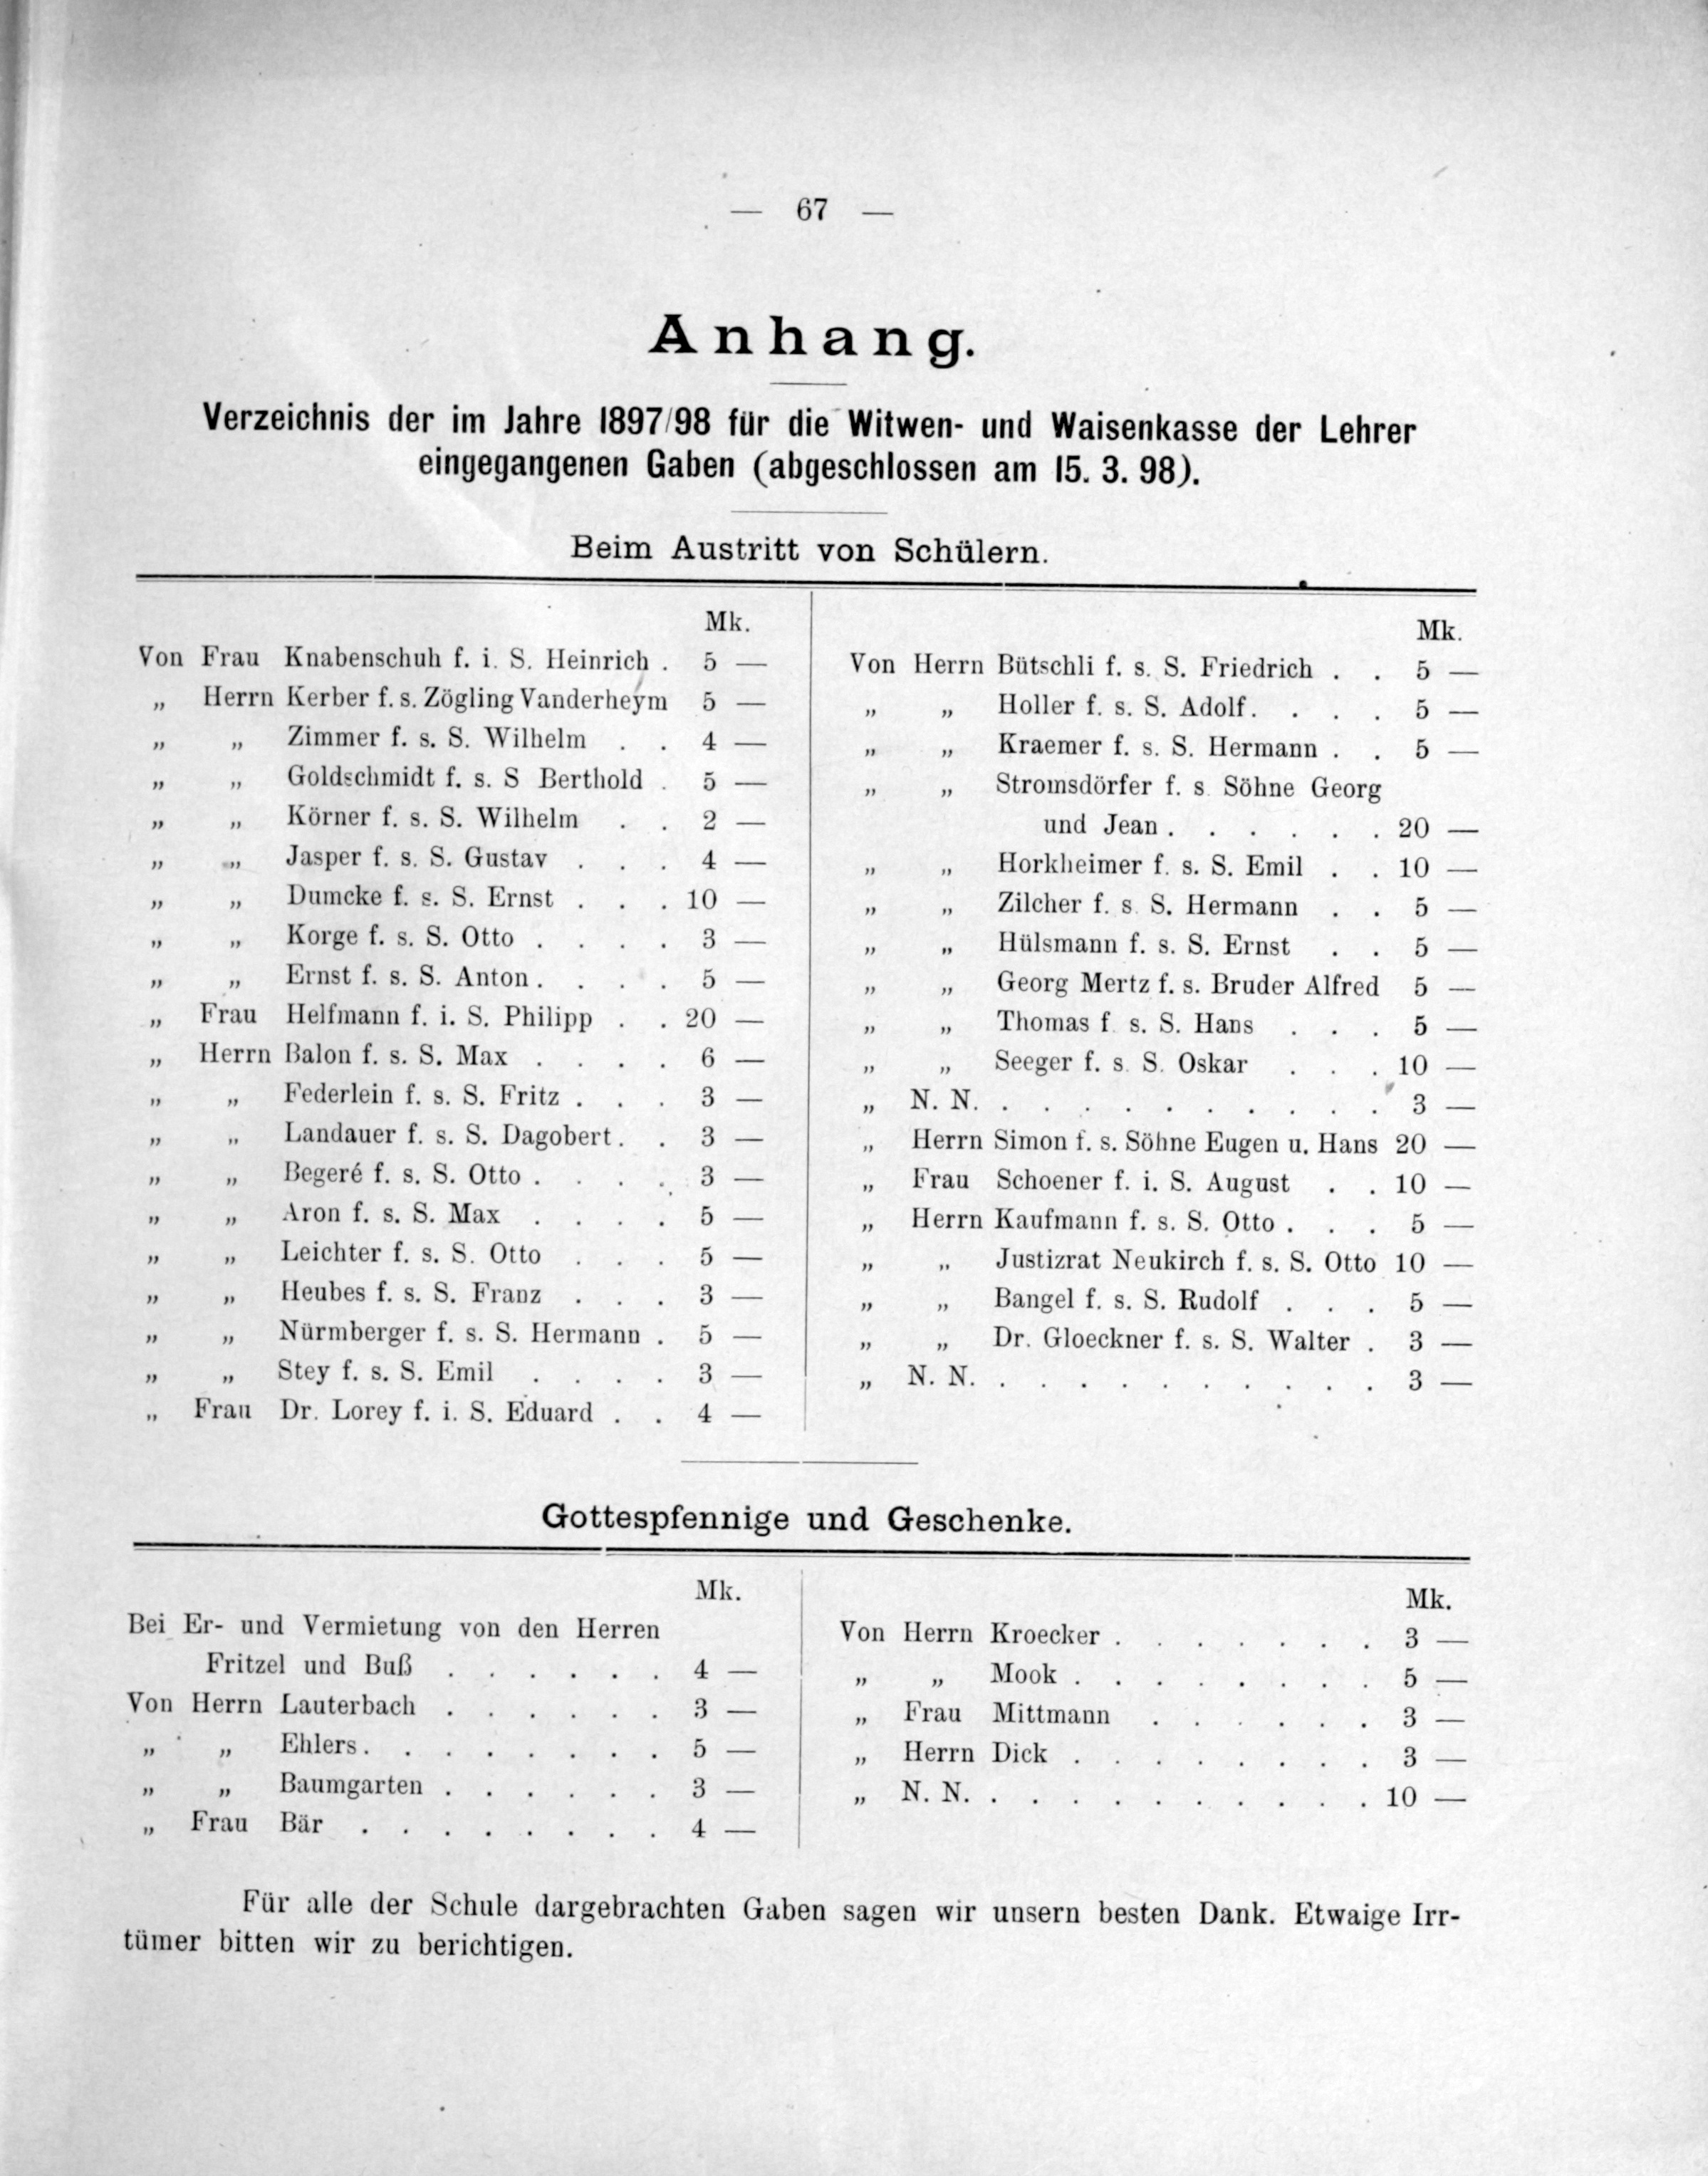 — 67 —
Anhang.
Verzeichnis der im Jahre 1897/98 für die Witwen- und Waisenkasse der Lehrer
eingegangenen Gaben (abgeschlossen am 15. 3. 98).
Beim Austritt von Schülern.
Mk.
Von Frau Knabenschuh f. i. S. Heinrich . 5 —
„ Herrn Kerber f. s. Zögling Vanderheym 5 —
„ „ Zimmer f. s. S. Wilhelm . . 4 —
„ „ Goldschmidt f. s. S Berthold . 5 —
„ „ Körner f. s. S. Wilhelm . . 2 —
„ „ Jasper f. s. S. Gustav . . . 4 —
„ „ Dumcke f. s. S. Ernst . . . 10 —
„ „ Korge f. s. S. Otto . . . . 3 —
„ „ Ernst f. s. S. Anton . . . . 5 —
„ Frau Helfmann f. i. S. Philipp . . 20 —
„ Herrn Balon f. s. S. Max . . . . 6 —
„ „ Federlein f. s. S. Fritz . . . 3 —
„ „ Landauer f. s. S. Dagobert . . 3 —
„ „ Begeré f. s. S. Otto . . . . 3 —
„ „ Aron f. s. S. Max . . . . 5 —
„ „ Leichter f. s. S. Otto . . . 5 —
„ „ Heubes f. s. S. Franz . . . 3 —
„ „ Nürmberger f. s. S. Hermann . 5 —
„ „ Stey f. s. S. Emil . . . . 3 —
„ Frau Dr. Lorey f. i. S. Eduard . . 4 —
Mk.
Von Herrn Bütschli f. s. S. Friedrich . . 5 —
„ „ Holler f. s. S. Adolf . . . . 5 —
„ „ Kraemer f. s. S. Hermann . . 5 —
„ „ Stromsdörfer f. s. Söhne Georg
und Jean . . . . . . 20 —
„ „ Horkheimer f. s. S. Emil . . 10 —
„ „ Zilcher f. s. S. Hermann . . 5 —
„ „ Hülsmann f. s. S. Ernst . . 5 —
„ „ Georg Mertz f. s. Bruder Alfred 5 —
„ „ Thomas f. s. S. Hans . . . 5 —
„ „ Seeger f. s. S. Oskar . . . 10 —
„ N. N. . . . . . . . . . . 3 —
„ Herrn Simon f. s. Söhne Eugen u. Hans 20 —
„ Frau Schoener f. i. S. August . . 10 —
„ Herrn Kaufmann f. s. S. Otto . . . 5 —
„ „ Justizrat Neukirch f. s. S. Otto 10 —
„ „ Bangel f. s. S. Rudolf . . . 5 —
„ „ Dr. Gloeckner f. s. S. Walter . 3 —
„ N. N. . . . . . . . . . . 3 —
Gottespfennige und Geschenke.
Mk.
Bei Er- und Vermietung von den Herren
Fritzel und Buß . . . . . . 4 —
Von Herrn Lauterbach . . . . . . 3 —
„ „ Ehlers . . . . . . . . 5 —
„ „ Baumgarten . . . . . . 3 —
„ Frau Bär . . . . . . . . 4 —
Mk.
Von Herrn Kroecker . . . . . . . 3 —
„ „ Mook . . . . . . . . 5 —
„ Frau Mittmann . . . . . . 3 —
„ Herrn Dick . . . . . . . . 3 —
„ N. N. . . . . . . . . . . 10 —
Für alle der Schule dargebrachten Gaben sagen wir unsern besten Dank. Etwaige Irr-
tümer bitten wir zu berichtigen.